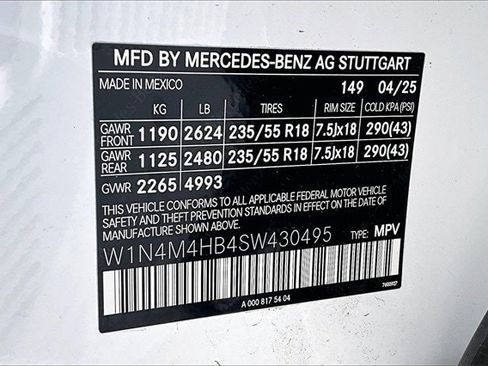 MFD BY MERCEDES-BENZ AG STUTTGART
MADE IN MEXICO 149 04/25
KG LB TIRES RIM SIZE COLD KPA (PSI)
GAWR FRONT 1190 2624 235/55 R18 7.5Jx18 290(43)
GAWR REAR 1125 2480 235/55 R18 7.5Jx18 290(43)
GVWR 2265 4993
THIS VEHICLE CONFORMS TO ALL APPLICABLE FEDERAL MOTOR VEHICLE
SAFETY AND THEFT PREVENTION STANDARDS IN EFFECT ON THE DATE OF
MANUFACTURE SHOWN ABOVE.
W1N4M4HB4SW430495 TYPE: MPV
A 000 817 54 04